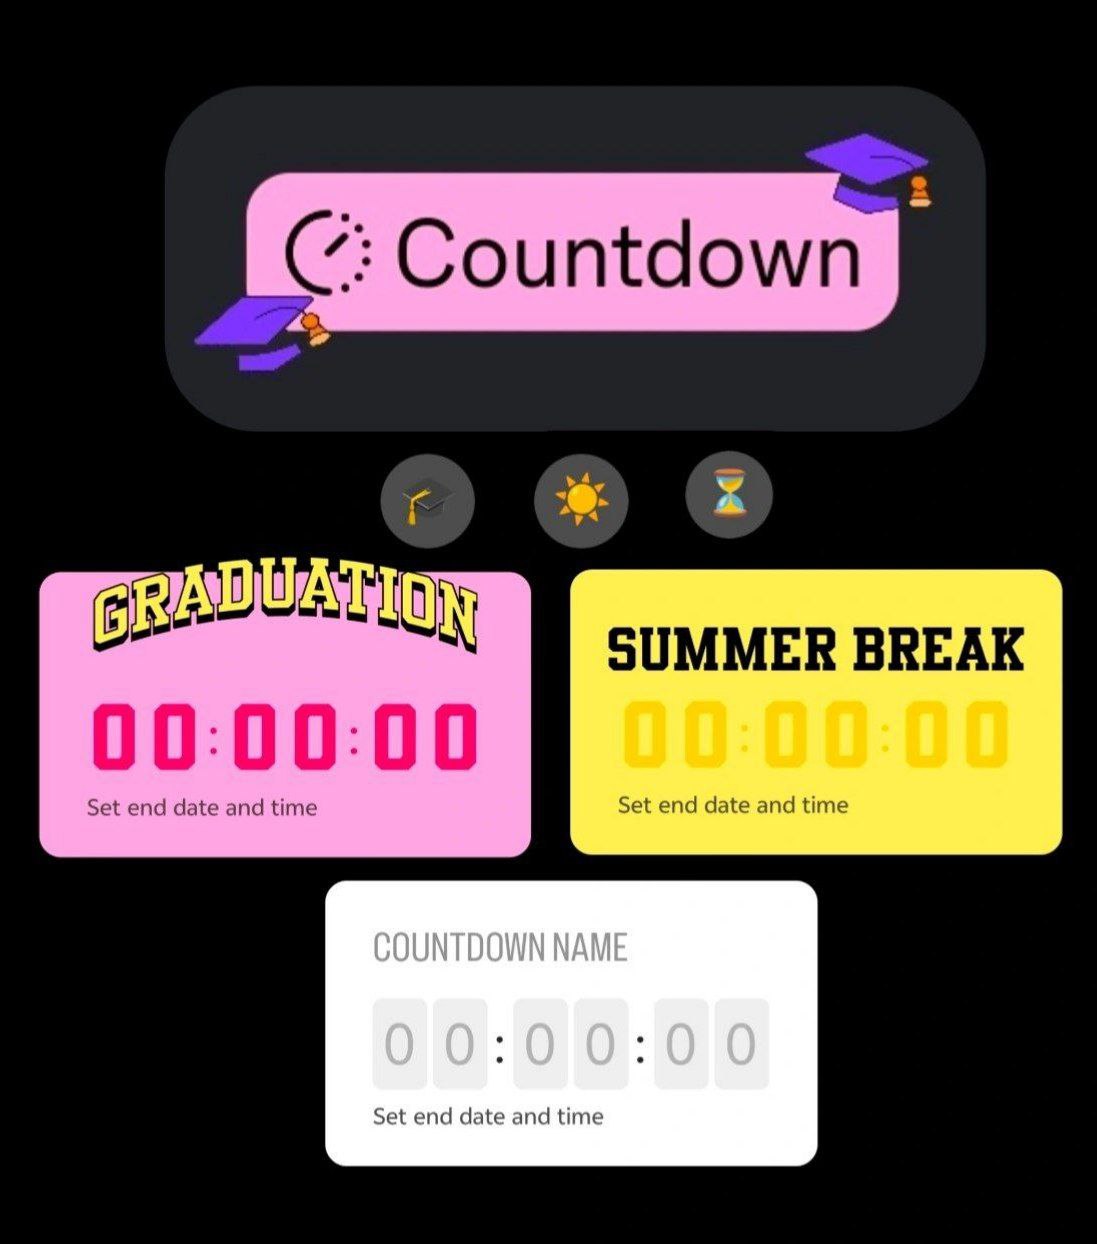 Countdown
GRADUATION
00:00:00
Set end date and time
SUMMER BREAK
00:00:00
Set end date and time
COUNTDOWN NAME
00:00:00
Set end date and time